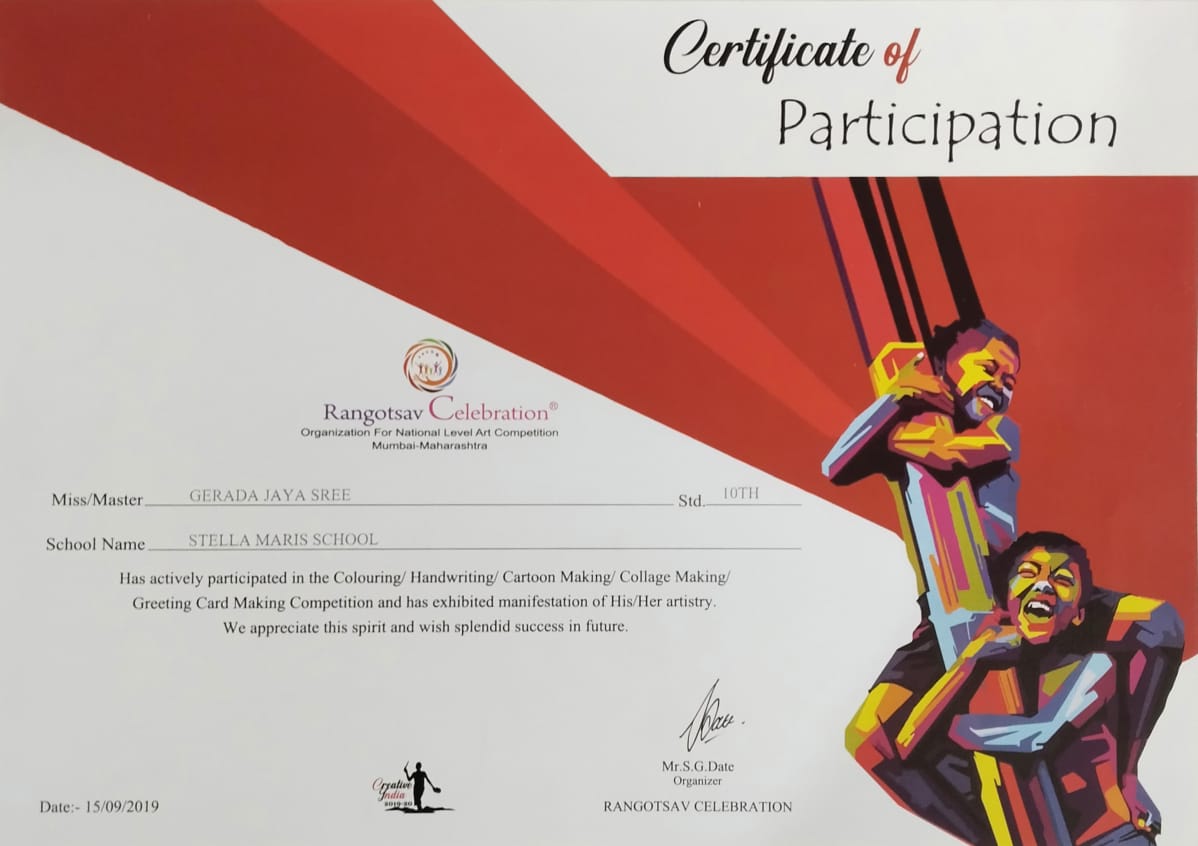 Certificate of
Participation
Rangotsav Celebration®
Organization For National Level Art Competition
Mumbai-Maharashtra
Miss/Master GERADA JAYA SREE Std. 10TH
School Name STELLA MARIS SCHOOL
Has actively participated in the Colouring/ Handwriting/ Cartoon Making/ Collage Making/
Greeting Card Making Competition and has exhibited manifestation of His/Her artistry.
We appreciate this spirit and wish splendid success in future.
Date.
Mr.S.G.Date
Organizer
RANGOTSAV CELEBRATION
Creative
India
2019-20
Date:- 15/09/2019